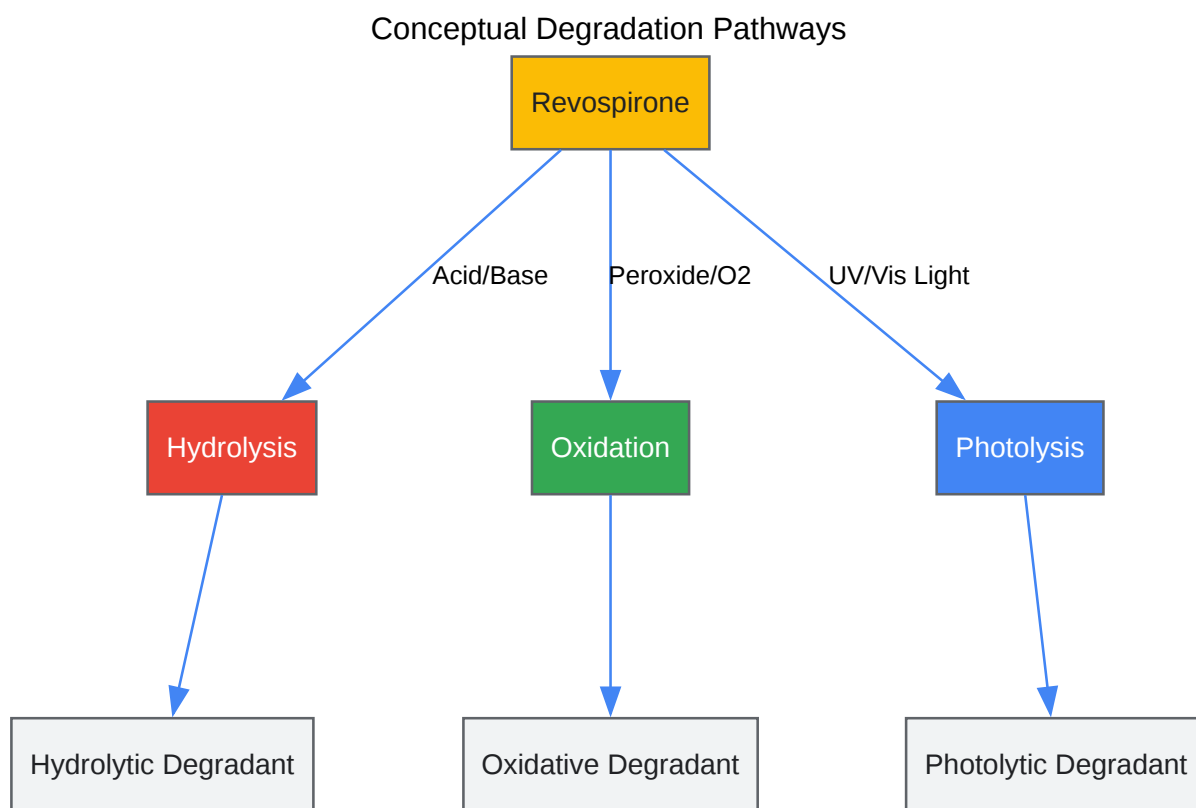 Conceptual Degradation Pathways
Revospirone
Acid/Base
Peroxide/O2
UV/Vis Light
Hydrolysis
Oxidation
Photolysis
Hydrolytic Degradant
Oxidative Degradant
Photolytic Degradant